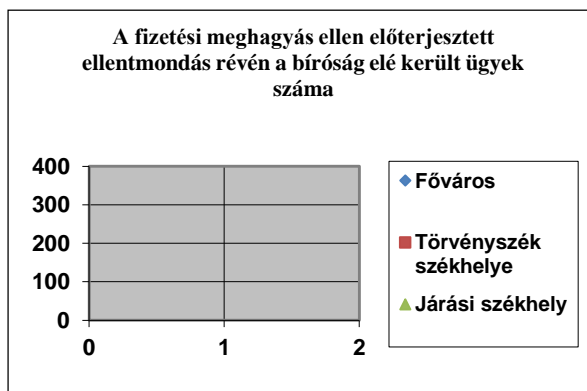 A fizetési meghagyás ellen előterjesztett
ellentmondás révén a bíróság elé került ügyek
száma
400
300
200
100
0
0 1 2
Főváros
Törvényszék
székhelye
Járási székhely